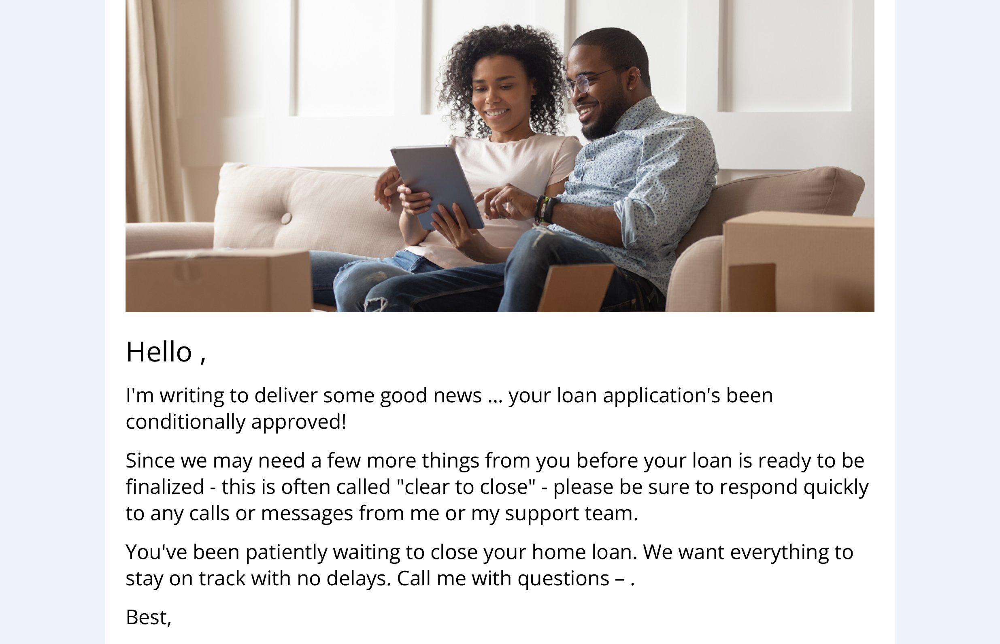 Hello ,
I'm writing to deliver some good news ... your loan application's been
conditionally approved!
Since we may need a few more things from you before your loan is ready to be
finalized - this is often called "clear to close" - please be sure to respond quickly
to any calls or messages from me or my support team.
You've been patiently waiting to close your home loan. We want everything to
stay on track with no delays. Call me with questions – .
Best,